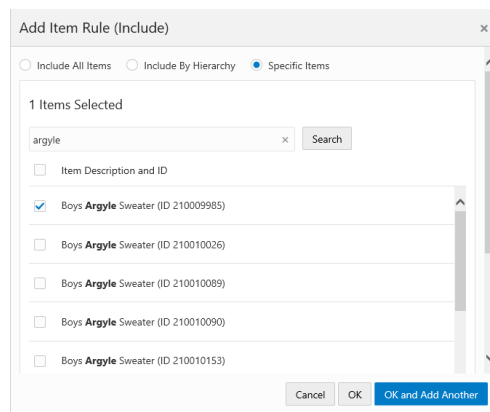 Add Item Rule (Include)
Include All Items Include By Hierarchy Specific Items
1 Items Selected
argyle × Search
Item Description and ID
Boys Argyle Sweater (ID 210009985)
Boys Argyle Sweater (ID 210010026)
Boys Argyle Sweater (ID 210010089)
Boys Argyle Sweater (ID 210010090)
Boys Argyle Sweater (ID 210010153)
Cancel OK OK and Add Another